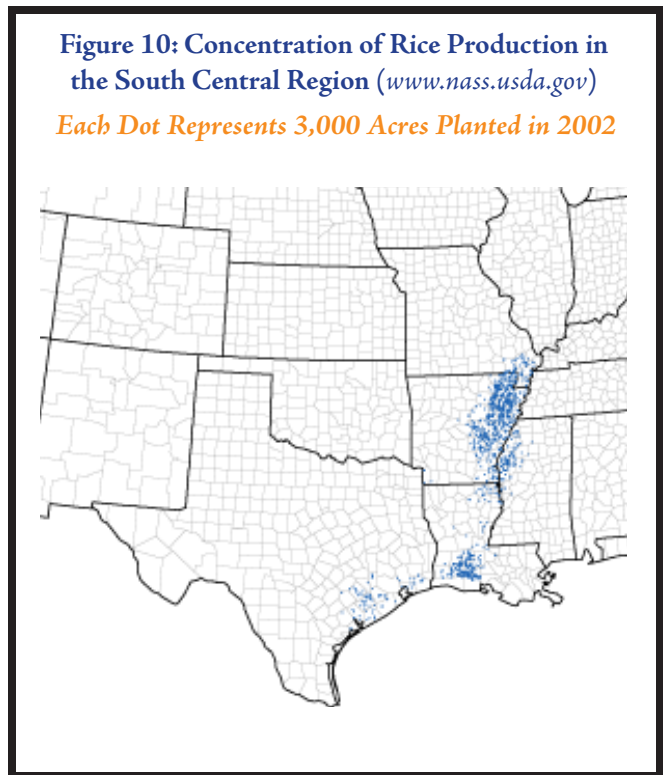 Figure 10: Concentration of Rice Production in
the South Central Region (www.nass.usda.gov)
Each Dot Represents 3,000 Acres Planted in 2002